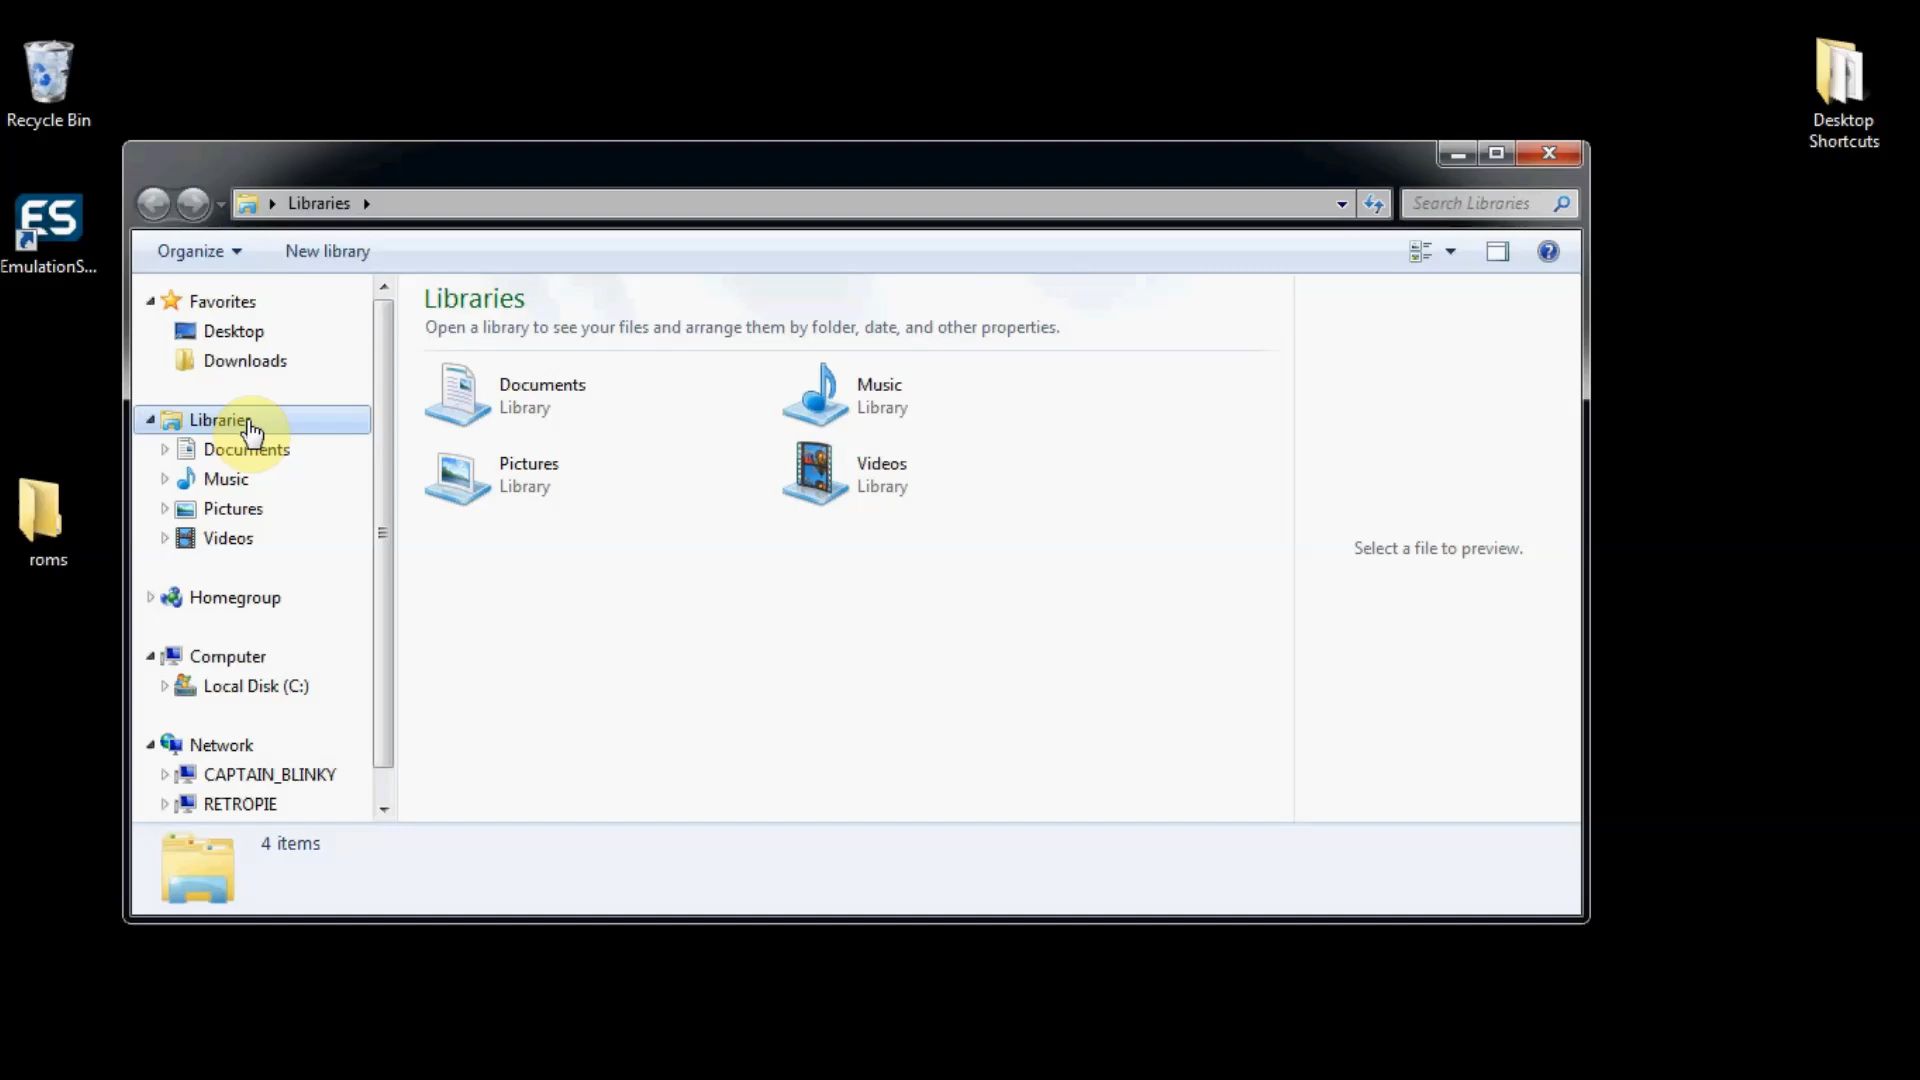 Recycle Bin
Desktop
Shortcuts
ES
EmulationS...
roms
Libraries
Search Libraries
Organize
New library
Favorites
Desktop
Downloads
Libraries
Documents
Music
Pictures
Videos
Homegroup
Computer
Local Disk (C:)
Network
CAPTAIN_BLINKY
RETROPIE
Libraries
Open a library to see your files and arrange them by folder, date, and other properties.
Documents
Library
Music
Library
Pictures
Library
Videos
Library
Select a file to preview.
4 items